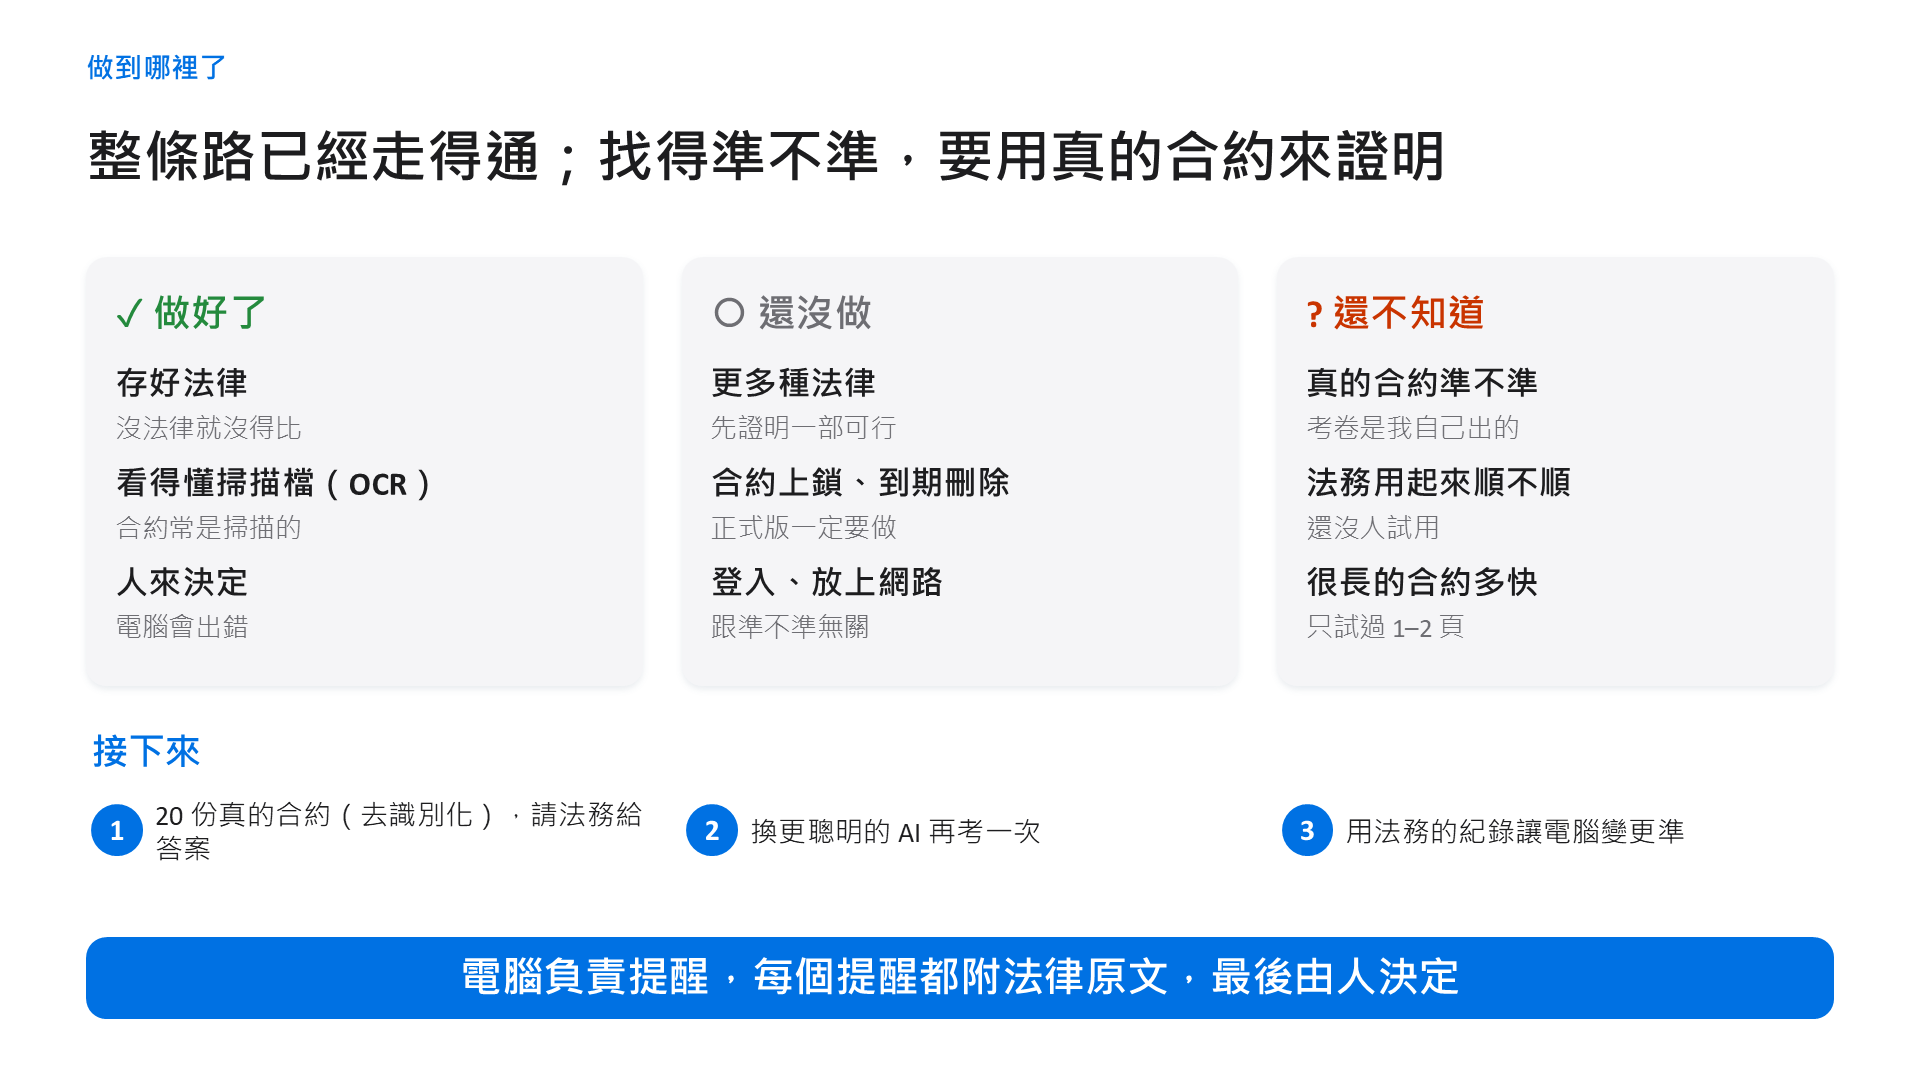 做到哪裡了
整條路已經走得通；找得準不準，要用真的合約來證明
✓ 做好了
存好法律
沒法律就沒得比
看得懂掃描檔（OCR）
合約常是掃描的
人來決定
電腦會出錯
○ 還沒做
更多種法律
先證明一部可行
合約上鎖、到期刪除
正式版一定要做
登入、放上網路
跟準不準無關
? 還不知道
真的合約準不準
考卷是我自己出的
法務用起來順不順
還沒人試用
很長的合約多快
只試過 1–2 頁
接下來
1 20 份真的合約（去識別化），請法務給
答案
2 換更聰明的 AI 再考一次
3 用法務的紀錄讓電腦變更準
電腦負責提醒，每個提醒都附法律原文，最後由人決定